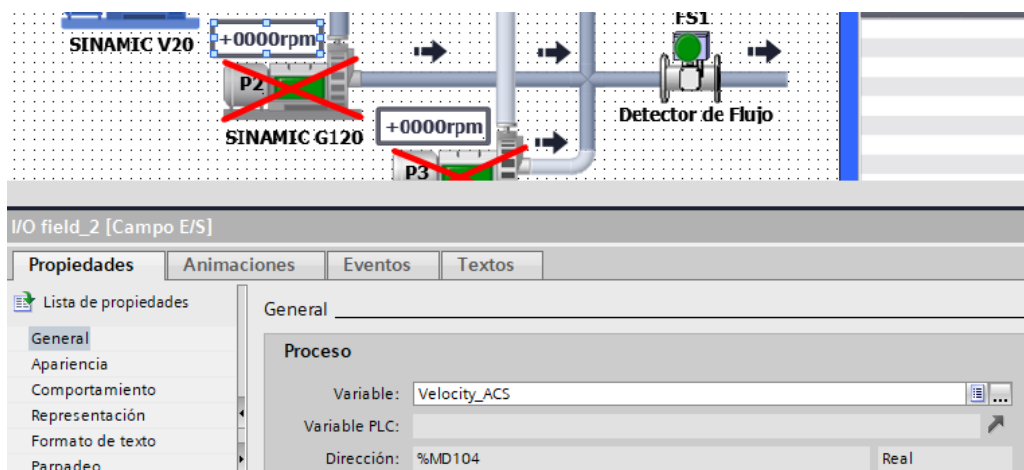 FS1
SINAMIC V20
+0000rpm
P2
Detector de Flujo
SINAMIC G120
+0000rpm
P3
I/O field_2 [Campo E/S]
Propiedades
Animaciones
Eventos
Textos
Lista de propiedades
General
Apariencia
Comportamiento
Representación
Formato de texto
Parpadeo
General
Proceso
Variable: Velocity_ACS
...
Variable PLC:
Dirección: %MD104 Real